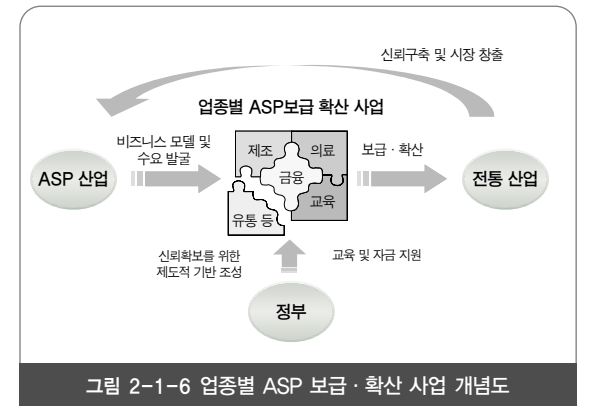 신뢰구축 및 시장 창출
업종별 ASP보급 확산 사업
비즈니스 모델 및
수요 발굴
제조
의료
보급 · 확산
ASP 산업
금융
전통 산업
교육
유통 등
신뢰확보를 위한
제도적 기반 조성
교육 및 자금 지원
정부
그림 2-1-6 업종별 ASP 보급 · 확산 사업 개념도